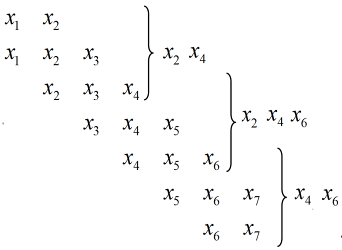 x₁ x₂
x₁ x₂ x₃ } x₂ x₄
x₂ x₃ x₄
x₃ x₄ x₅ } x₂ x₄ x₆
x₄ x₅ x₆
x₅ x₆ x₇ } x₄ x₆
x₆ x₇